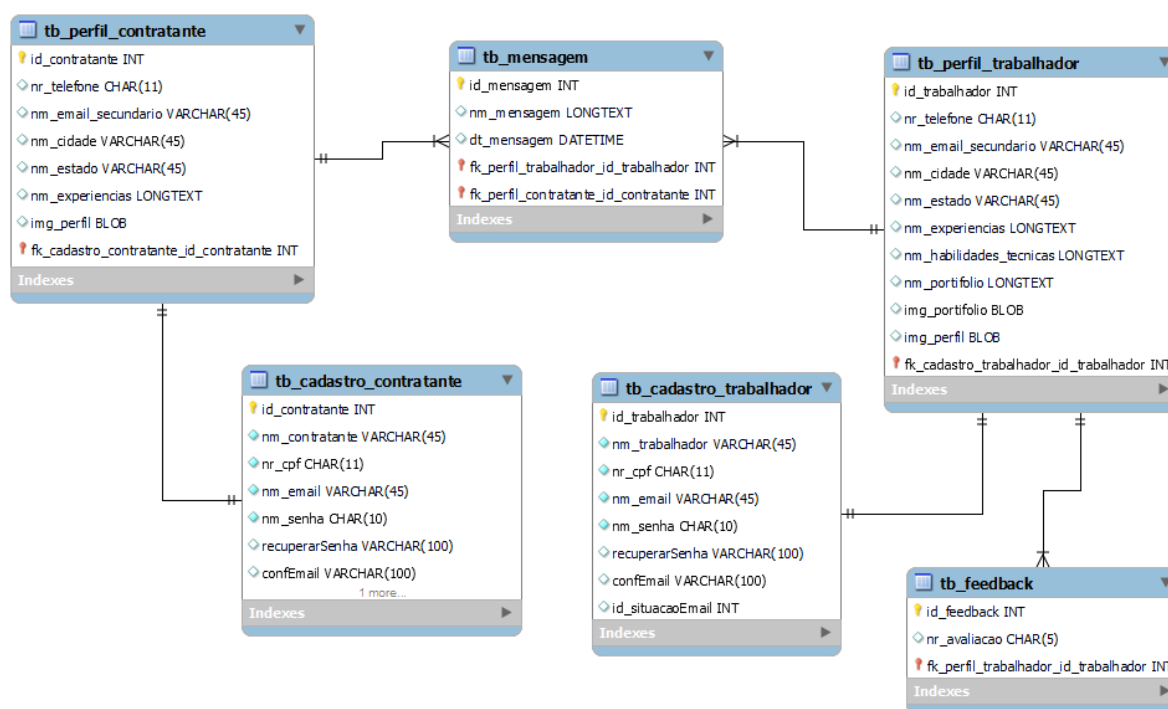 tb_perfil_contratante
id_contratante INT
nr_telefone CHAR(11)
nm_email_secundario VARCHAR(45)
nm_cidade VARCHAR(45)
nm_estado VARCHAR(45)
nm_experiencias LONGTEXT
img_perfil BLOB
fk_cadastro_contratante_id_contratante INT
Indexes
tb_mensagem
id_mensagem INT
nm_mensagem LONGTEXT
dt_mensagem DATETIME
fk_perfil_trabalhador_id_trabalhador INT
fk_perfil_contratante_id_contratante INT
Indexes
tb_perfil_trabalhador
id_trabalhador INT
nr_telefone CHAR(11)
nm_email_secundario VARCHAR(45)
nm_cidade VARCHAR(45)
nm_estado VARCHAR(45)
nm_experiencias LONGTEXT
nm_habilidades_tecnicas LONGTEXT
nm_portifolio LONGTEXT
img_portifolio BLOB
img_perfil BLOB
fk_cadastro_trabalhador_id_trabalhador INT
Indexes
tb_cadastro_contratante
id_contratante INT
nm_contratante VARCHAR(45)
nr_cpf CHAR(11)
nm_email VARCHAR(45)
nm_senha CHAR(10)
recuperarSenha VARCHAR(100)
confEmail VARCHAR(100)
1 more...
Indexes
tb_cadastro_trabalhador
id_trabalhador INT
nm_trabalhador VARCHAR(45)
nr_cpf CHAR(11)
nm_email VARCHAR(45)
nm_senha CHAR(10)
recuperarSenha VARCHAR(100)
confEmail VARCHAR(100)
id_situacaoEmail INT
Indexes
tb_feedback
id_feedback INT
nr_avaliacao CHAR(5)
fk_perfil_trabalhador_id_trabalhador INT
Indexes